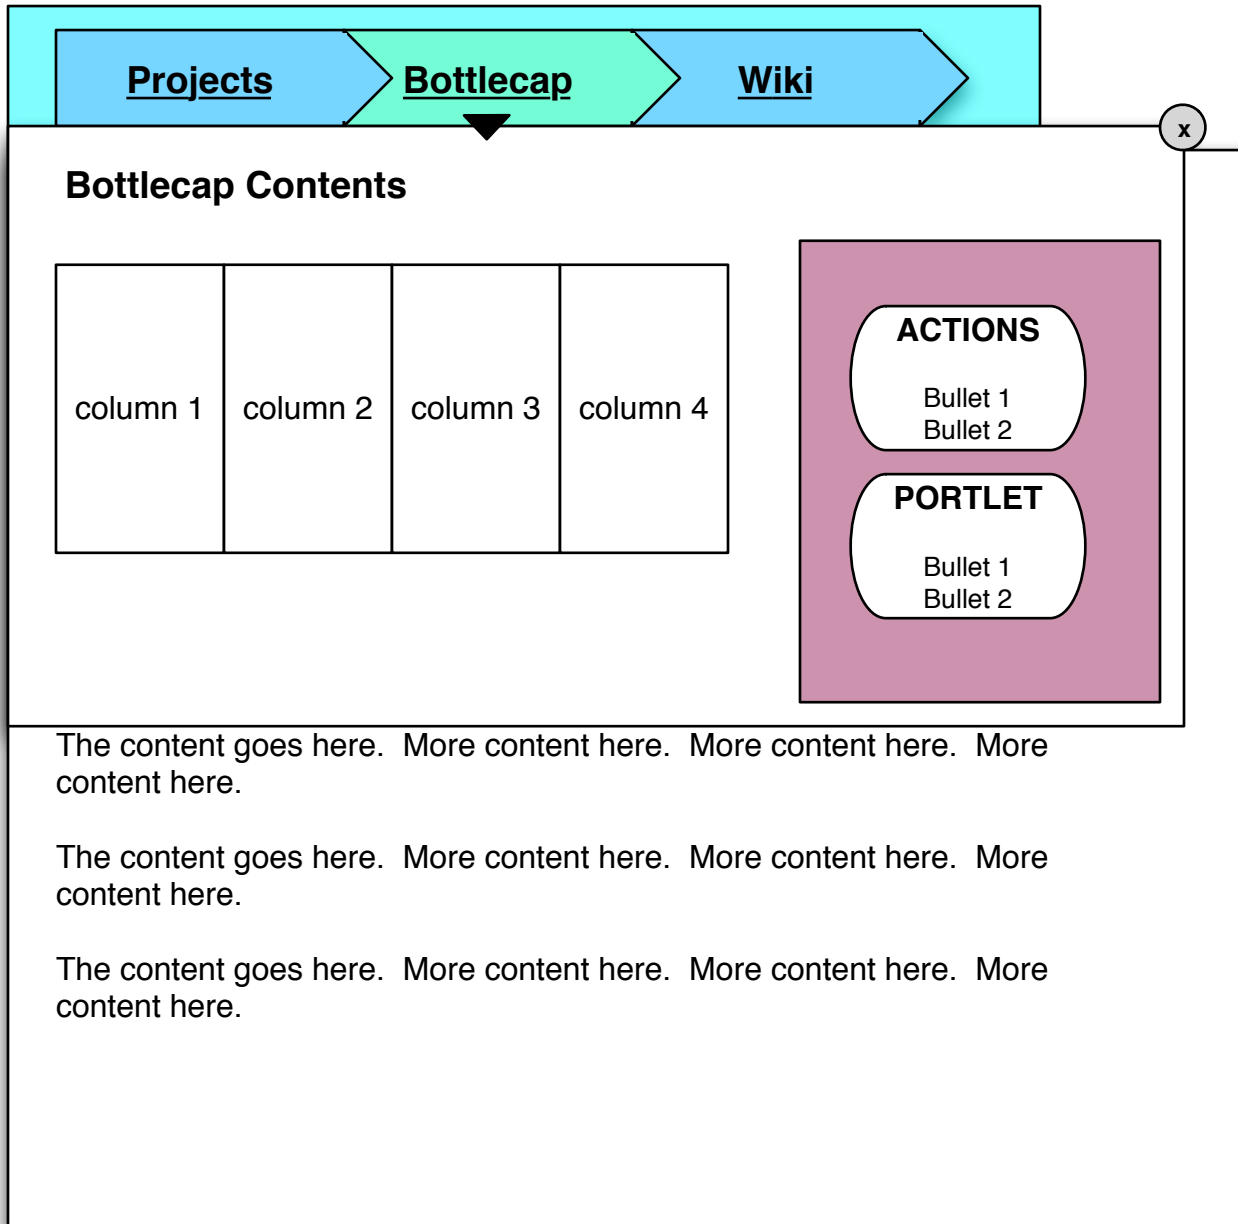 Projects Bottlecap Wiki
x
Bottlecap Contents
column 1 column 2 column 3 column 4
ACTIONS
Bullet 1
Bullet 2
PORTLET
Bullet 1
Bullet 2
The content goes here.  More content here.  More content here.  More
content here.
The content goes here.  More content here.  More content here.  More
content here.
The content goes here.  More content here.  More content here.  More
content here.